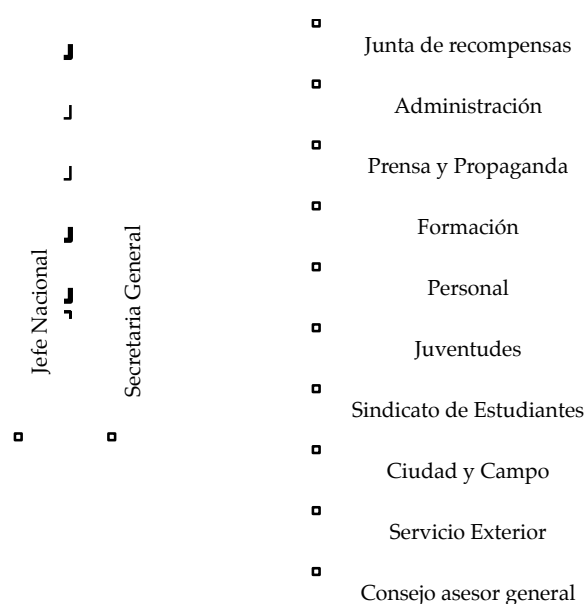 Jefe Nacional
Secretaria General
Junta de recompensas
Administración
Prensa y Propaganda
Formación
Personal
Juventudes
Sindicato de Estudiantes
Ciudad y Campo
Servicio Exterior
Consejo asesor general